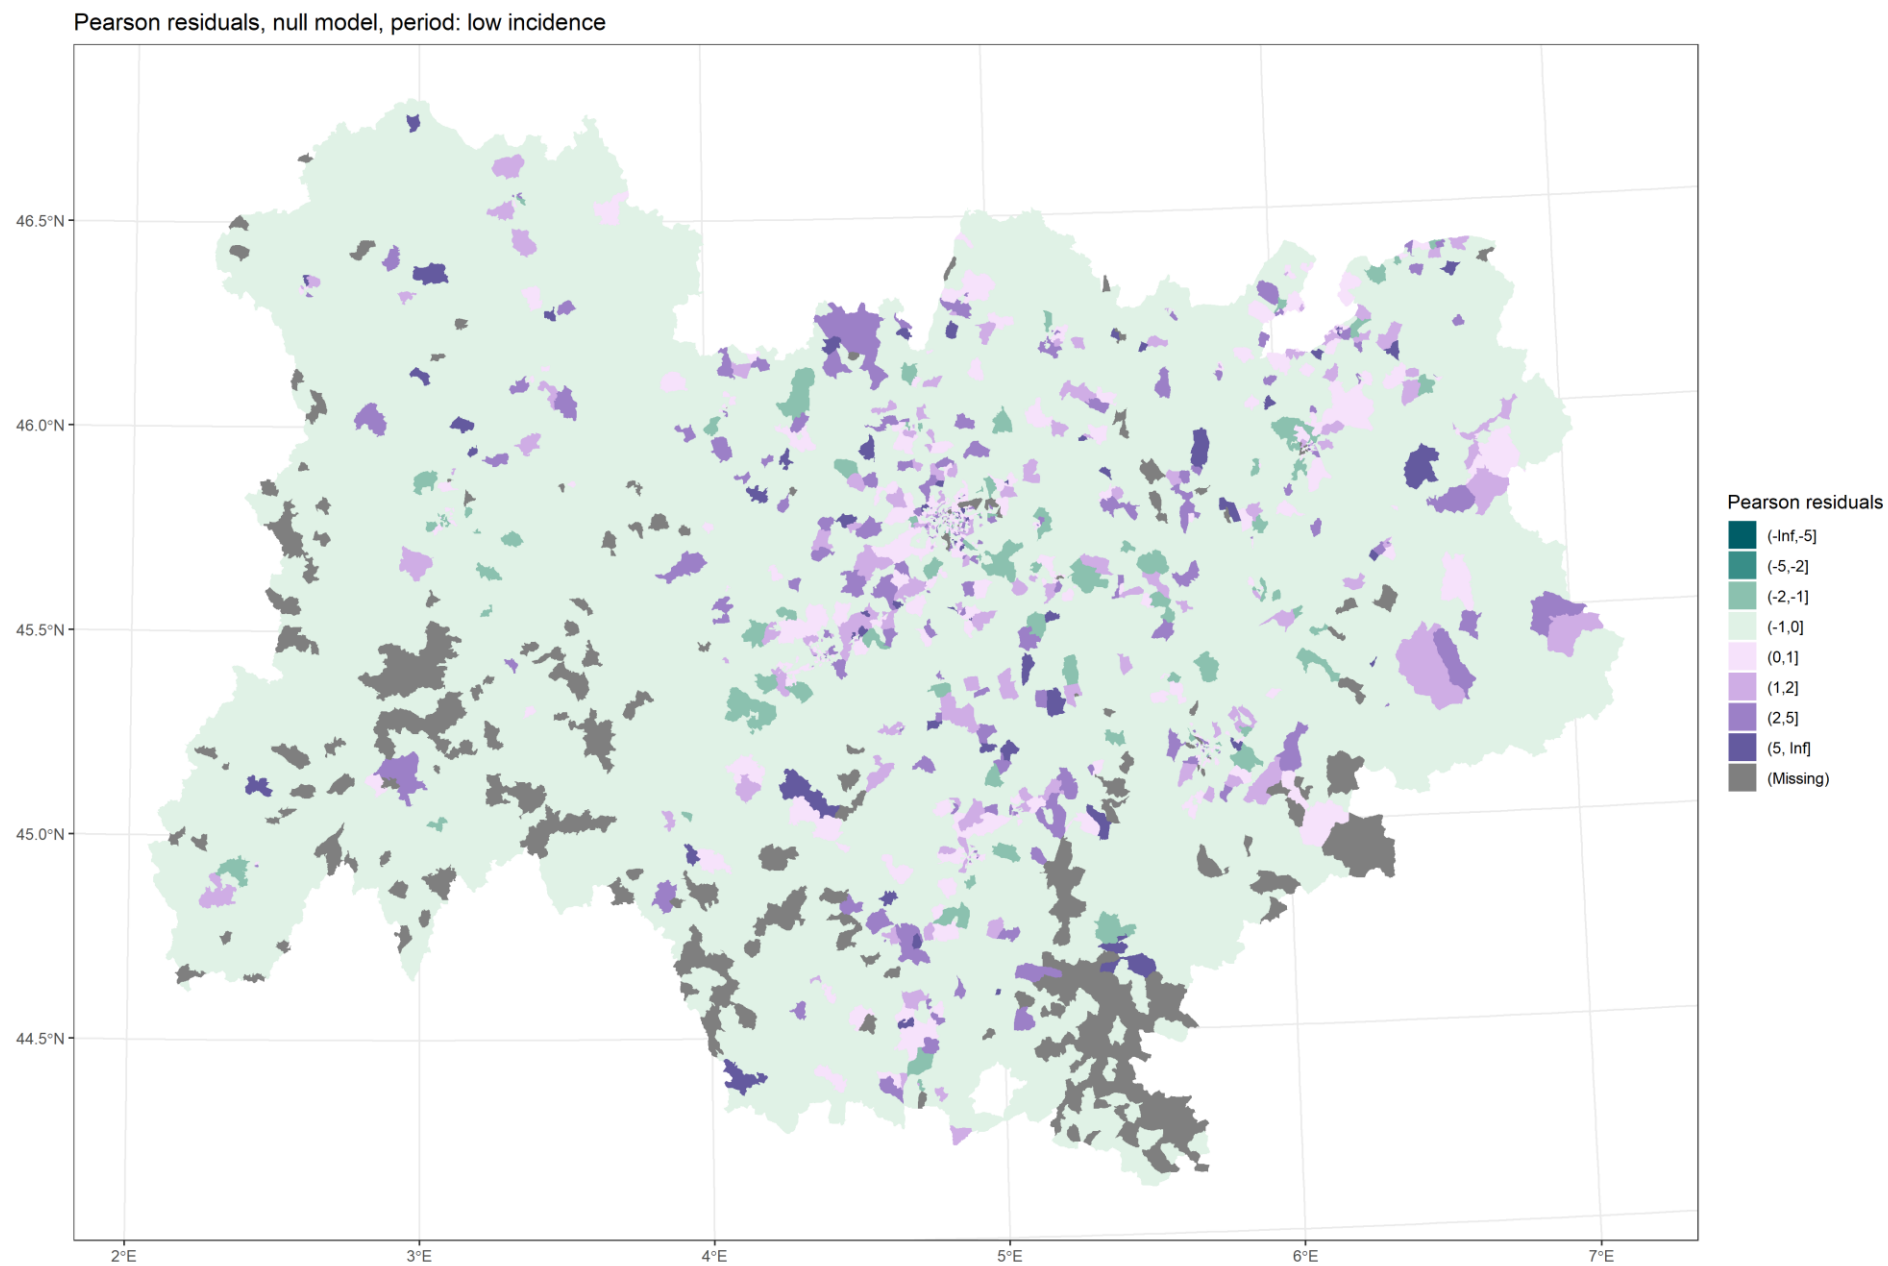 Pearson residuals, null model, period: low incidence
46.5°N
46.0°N
45.5°N
45.0°N
44.5°N
2°E
3°E
4°E
5°E
6°E
7°E
Pearson residuals
(-Inf,-5]
(-5,-2]
(-2,-1]
(-1,0]
(0,1]
(1,2]
(2,5]
(5, Inf]
(Missing)